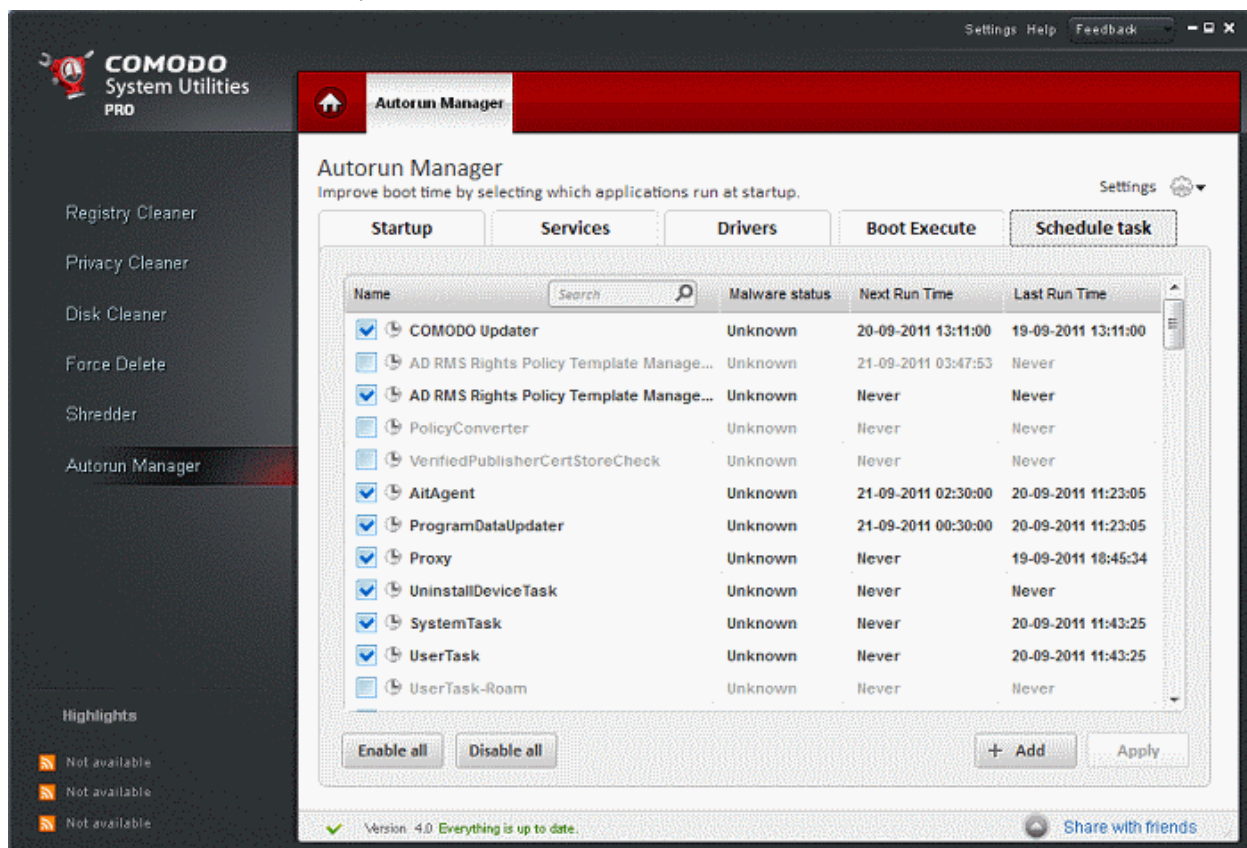 Settings Help Feedback
COMODO
System Utilities
PRO
Autorun Manager
Autorun Manager
Improve boot time by selecting which applications run at startup.
Settings
Startup Services Drivers Boot Execute Schedule task
Registry Cleaner
Privacy Cleaner
Disk Cleaner
Force Delete
Shredder
Autorun Manager
Name Search Malware status Next Run Time Last Run Time
COMODO Updater Unknown 20-09-2011 13:11:00 19-09-2011 13:11:00
AD RMS Rights Policy Template Manage... Unknown 21-09-2011 03:47:53 Never
AD RMS Rights Policy Template Manage... Unknown Never Never
PolicyConverter Unknown Never Never
VerifiedPublisherCertStoreCheck Unknown Never Never
AitAgent Unknown 21-09-2011 02:30:00 20-09-2011 11:23:05
ProgramDataUpdater Unknown 21-09-2011 00:30:00 20-09-2011 11:23:05
Proxy Unknown Never 19-09-2011 18:45:34
UninstallDeviceTask Unknown Never Never
SystemTask Unknown Never 20-09-2011 11:43:25
UserTask Unknown Never 20-09-2011 11:43:25
UserTask-Roam Unknown Never Never
Enable all Disable all + Add Apply
Highlights
Not available
Not available
Not available
Version 4.0 Everything is up to date.
Share with friends